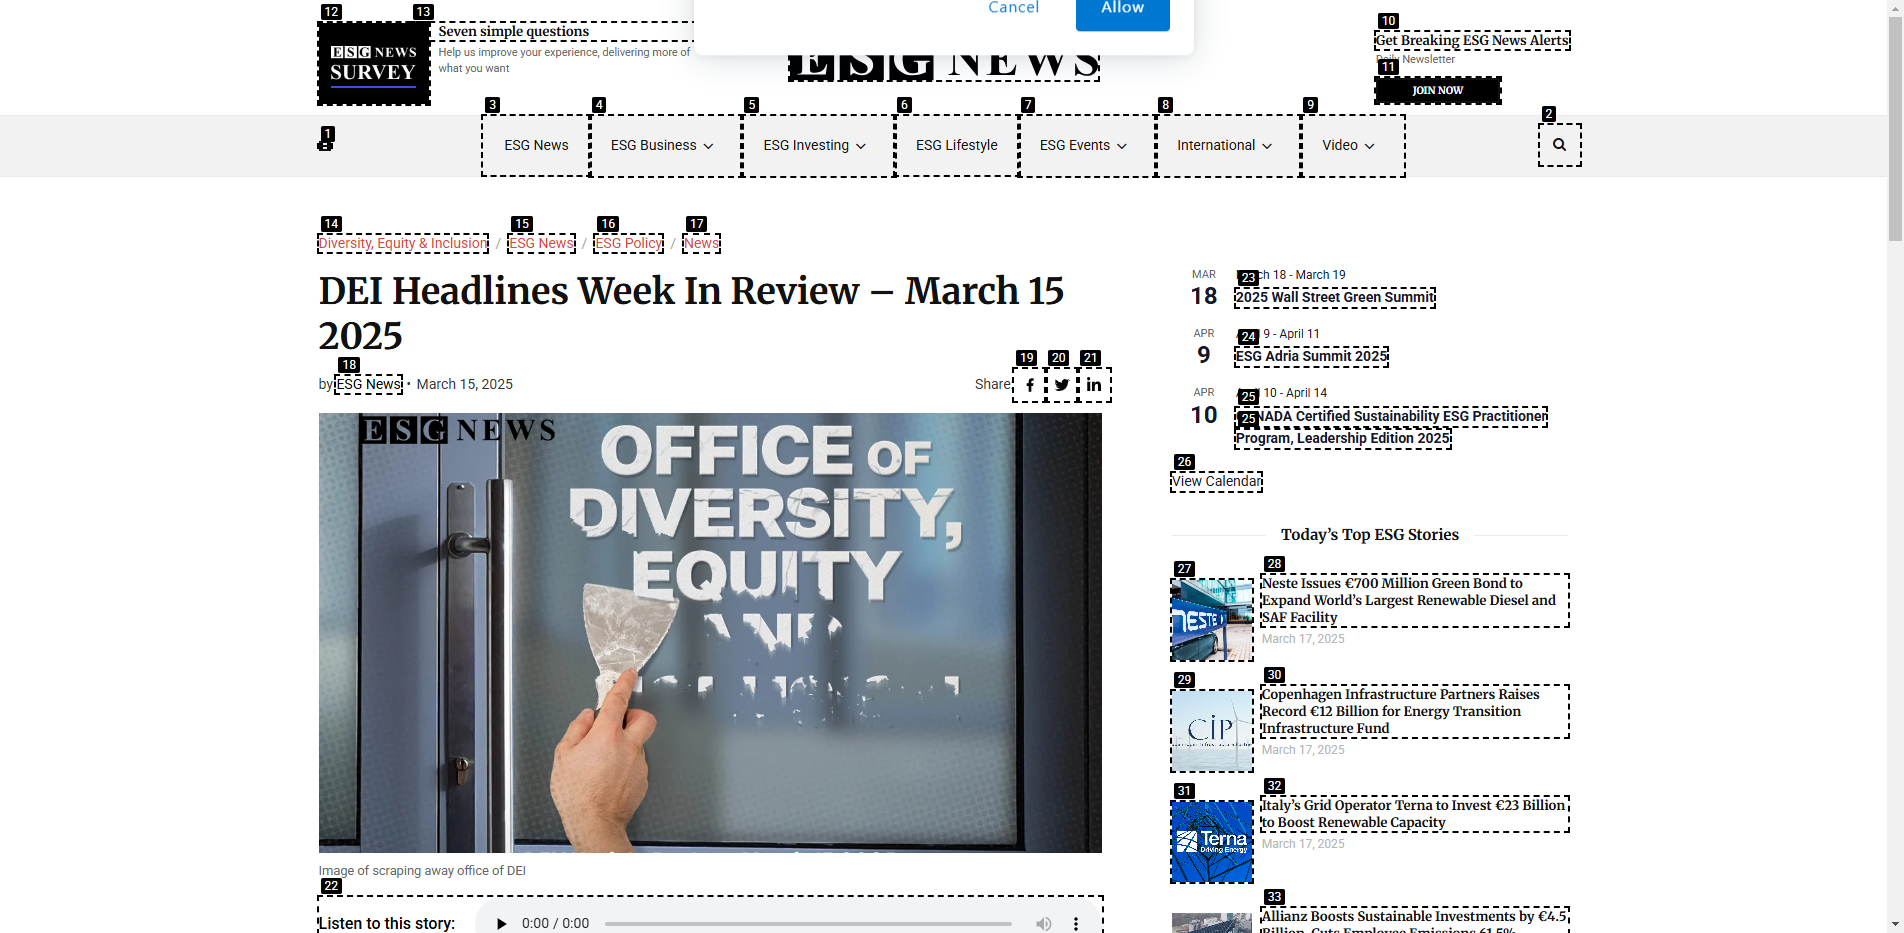 12
13
Seven simple questions
Help us improve your experience, delivering more of
what you want
ESG NEWS
SURVEY
Cancel
Allow
ESG NEWS
10
Get Breaking ESG News Alerts
Newsletter
11
JOIN NOW
1
3
ESG News
4
ESG Business
5
ESG Investing
6
ESG Lifestyle
7
ESG Events
8
International
9
Video
2
14
Diversity, Equity & Inclusion
/
15
ESG News
/
16
ESG Policy
/
17
News
DEI Headlines Week In Review – March 15
2025
18
by ESG News • March 15, 2025
Share
19
20
21
ESG NEWS
OFFICE OF
DIVERSITY,
EQUITY
Image of scraping away office of DEI
22
Listen to this story:
0:00 / 0:00
MAR
18
23
18 - March 19
2025 Wall Street Green Summit
APR
9
24
9 - April 11
ESG Adria Summit 2025
APR
10
25
10 - April 14
25
Certified Sustainability ESG Practitioner
Program, Leadership Edition 2025
26
View Calendar
Today's Top ESG Stories
27
28
Neste Issues €700 Million Green Bond to
Expand World's Largest Renewable Diesel and
SAF Facility
March 17, 2025
29
30
CIP
Copenhagen Infrastructure Partners Raises
Record €12 Billion for Energy Transition
Infrastructure Fund
March 17, 2025
31
32
Terna
Driving Energy
Italy's Grid Operator Terna to Invest €23 Billion
to Boost Renewable Capacity
March 17, 2025
33
Allianz Boosts Sustainable Investments by €4.5
Billion, Cuts Employee Emissions 61.5%